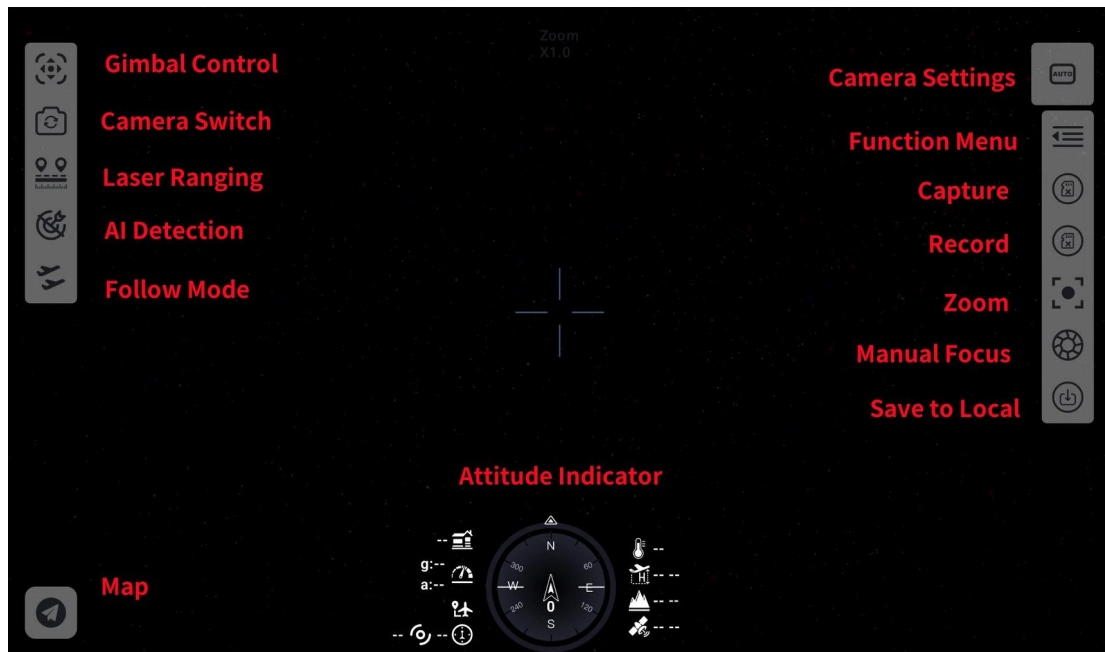 Zoom
X1.0
Gimbal Control
Camera Switch
Laser Ranging
AI Detection
Follow Mode
Camera Settings
AUTO
Function Menu
Capture
Record
Zoom
Manual Focus
Save to Local
Attitude Indicator
Map
--
g:--
a:--
-- --
N
300 60
W E
240 0 120
S
--
H -- --
-- --
-- --